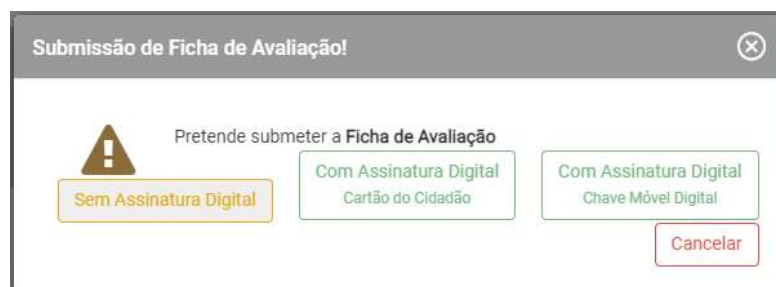 Submissão de Ficha de Avaliação!
Pretende submeter a Ficha de Avaliação
Sem Assinatura Digital
Com Assinatura Digital
Cartão do Cidadão
Com Assinatura Digital
Chave Móvel Digital
Cancelar